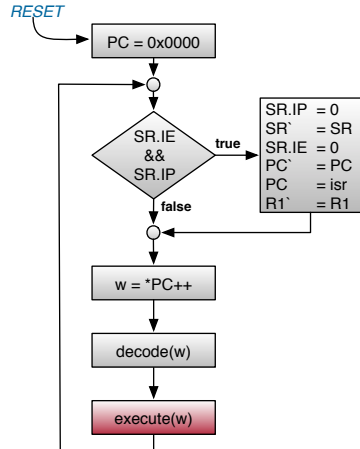 RESET
PC = 0x0000
SR.IE
&&
SR.IP
true
false
SR.IP = 0
SR` = SR
SR.IE = 0
PC` = PC
PC = isr
R1` = R1
w = *PC++
decode(w)
execute(w)